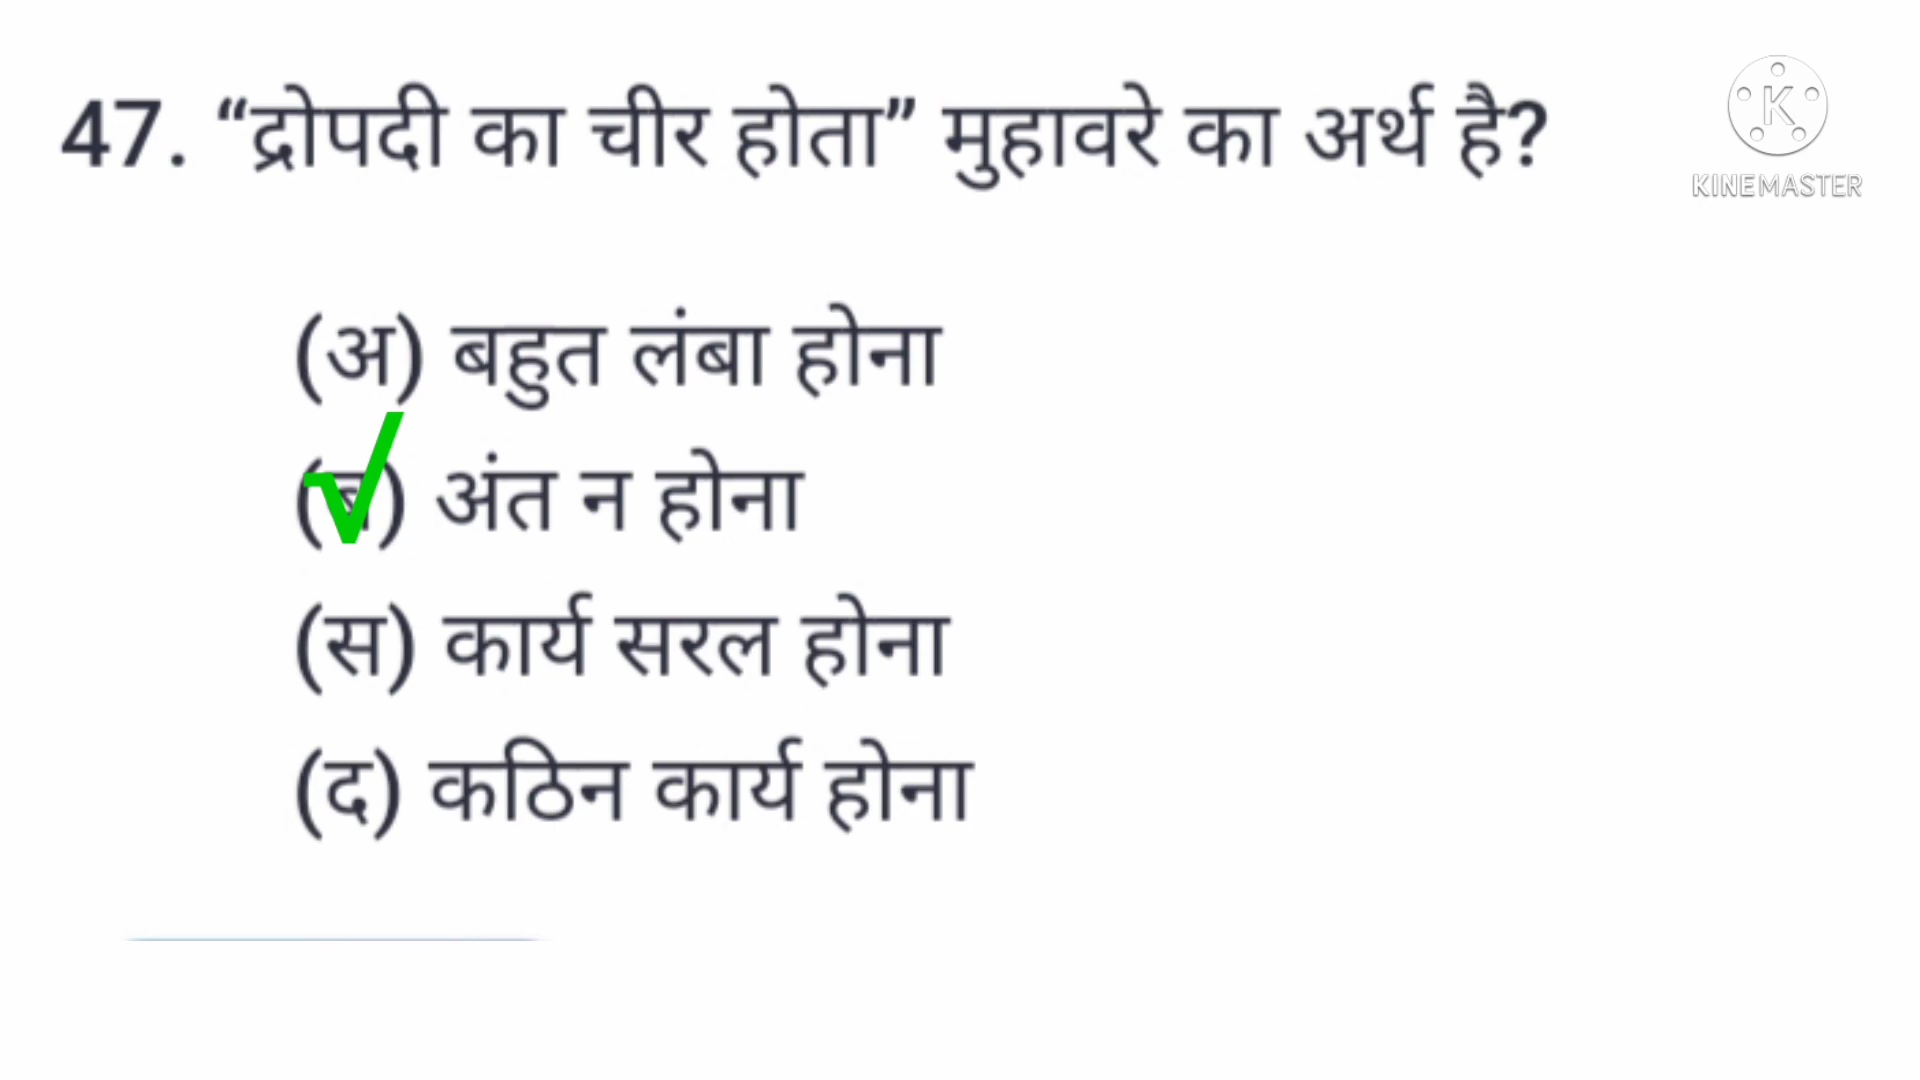 47. “द्रोपदी का चीर होता” मुहावरे का अर्थ है?
KINEMASTER
(अ) बहुत लंबा होना
(ब) अंत न होना
(स) कार्य सरल होना
(द) कठिन कार्य होना